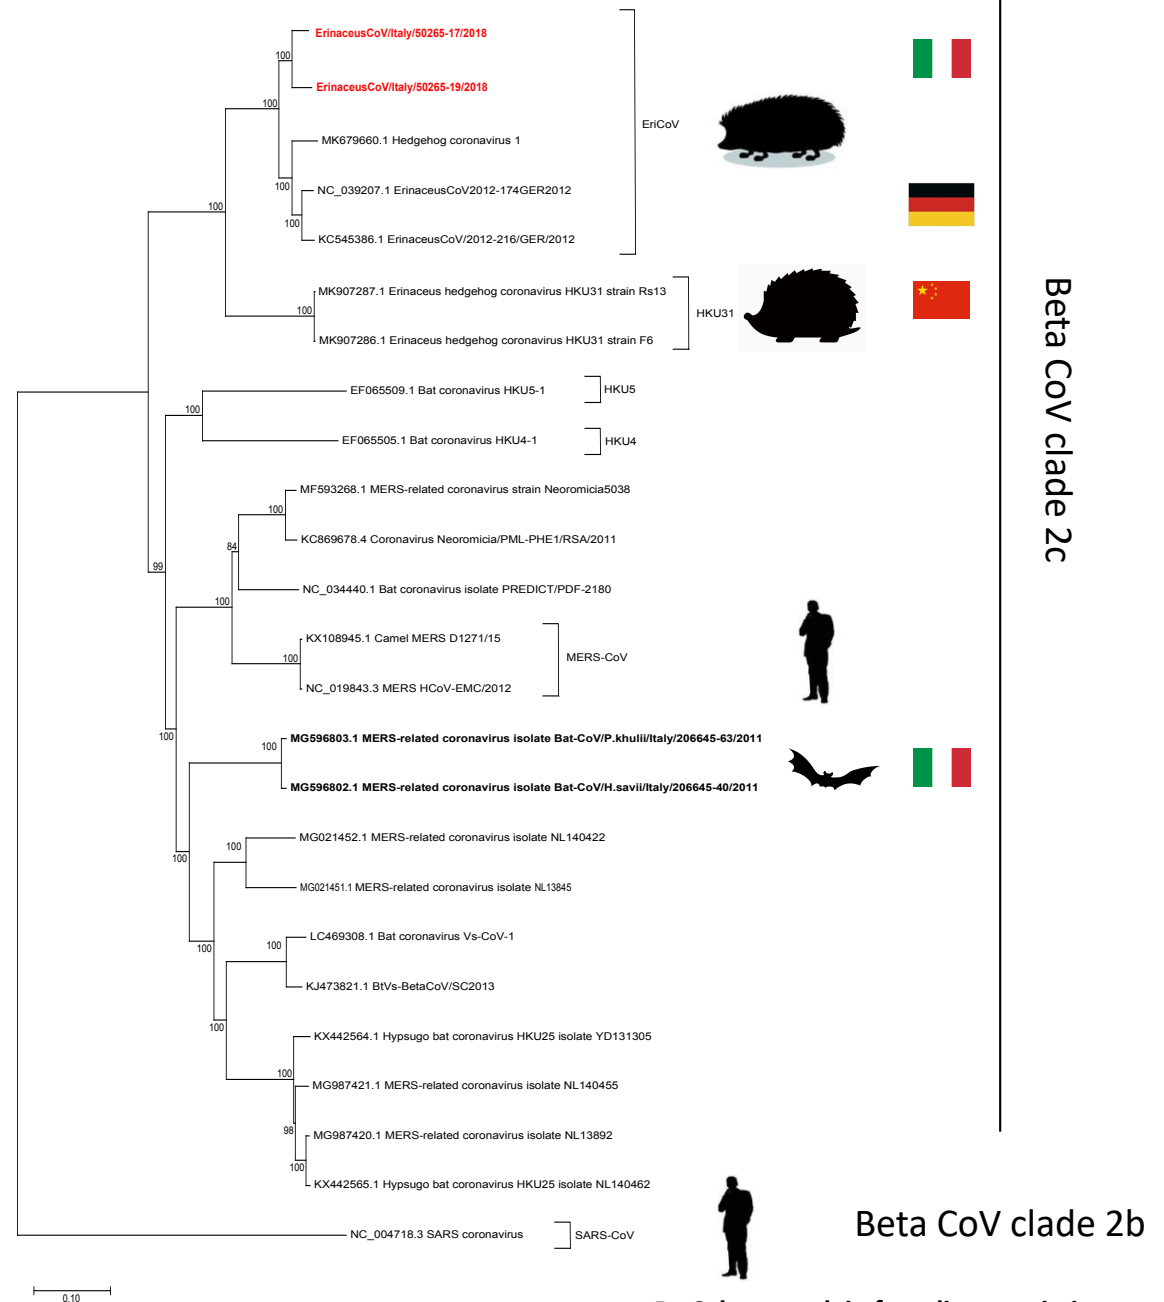 ErinaceusCoV/Italy/50265-17/2018
100
ErinaceusCoV/Italy/50265-19/2018
100
EriCoV
MK679660.1 Hedgehog coronavirus 1
100
NC_039207.1 ErinaceusCoV2012-174GER2012
100
100
KC545386.1 ErinaceusCoV/2012-216/GER/2012
MK907287.1 Erinaceus hedgehog coronavirus HKU31 strain Rs13
100
HKU31
MK907286.1 Erinaceus hedgehog coronavirus HKU31 strain F6
EF065509.1 Bat coronavirus HKU5-1
HKU5
100
EF065505.1 Bat coronavirus HKU4-1
HKU4
MF593268.1 MERS-related coronavirus strain Neoromicia5038
100
KC869678.4 Coronavirus Neoromicia/PML-PHE1/RSA/2011
84
99
NC_034440.1 Bat coronavirus isolate PREDICT/PDF-2180
100
KX108945.1 Camel MERS D1271/15
100
MERS-CoV
NC_019843.3 MERS HCoV-EMC/2012
100
MG596803.1 MERS-related coronavirus isolate Bat-CoV/P.khulii/Italy/206645-63/2011
100
MG596802.1 MERS-related coronavirus isolate Bat-CoV/H.savii/Italy/206645-40/2011
MG021452.1 MERS-related coronavirus isolate NL140422
100
100
MG021451.1 MERS-related coronavirus isolate NL13845
LC469308.1 Bat coronavirus Vs-CoV-1
100
100
KJ473821.1 BtVs-BetaCoV/SC2013
100
KX442564.1 Hypsugo bat coronavirus HKU25 isolate YD131305
100
MG987421.1 MERS-related coronavirus isolate NL140455
98
MG987420.1 MERS-related coronavirus isolate NL13892
100
KX442565.1 Hypsugo bat coronavirus HKU25 isolate NL140462
Beta CoV clade 2c
NC_004718.3 SARS coronavirus
SARS-CoV
Beta CoV clade 2b
0.10